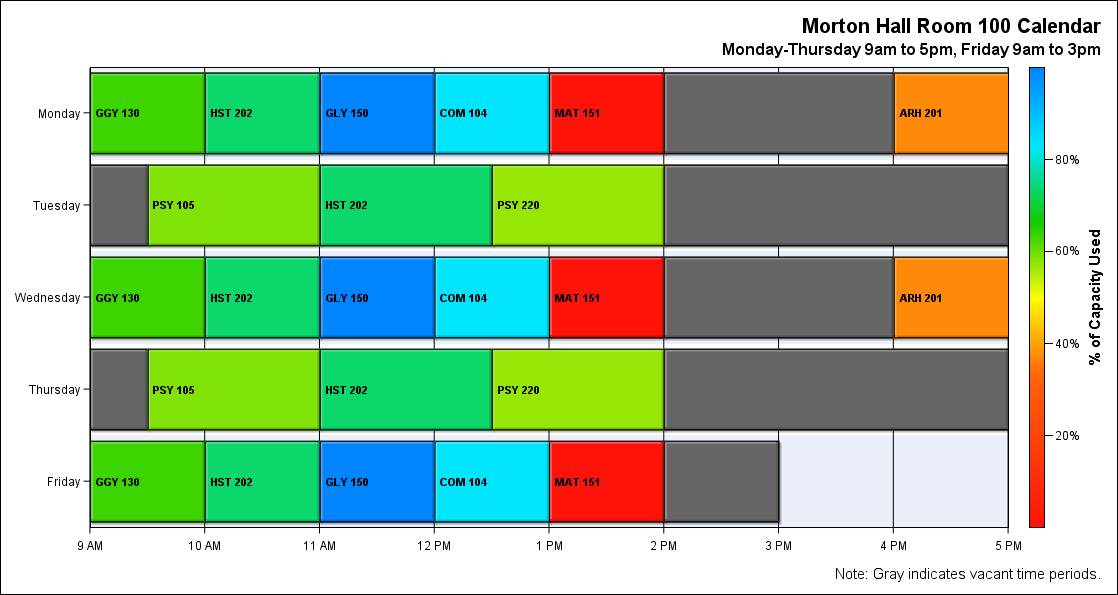 Morton Hall Room 100 Calendar
Monday-Thursday 9am to 5pm, Friday 9am to 3pm
Monday GGY 130 HST 202 GLY 150 COM 104 MAT 151 ARH 201
Tuesday PSY 105 HST 202 PSY 220
Wednesday GGY 130 HST 202 GLY 150 COM 104 MAT 151 ARH 201
Thursday PSY 105 HST 202 PSY 220
Friday GGY 130 HST 202 GLY 150 COM 104 MAT 151
9 AM 10 AM 11 AM 12 PM 1 PM 2 PM 3 PM 4 PM 5 PM
80%
60%
40%
20%
% of Capacity Used
Note: Gray indicates vacant time periods.